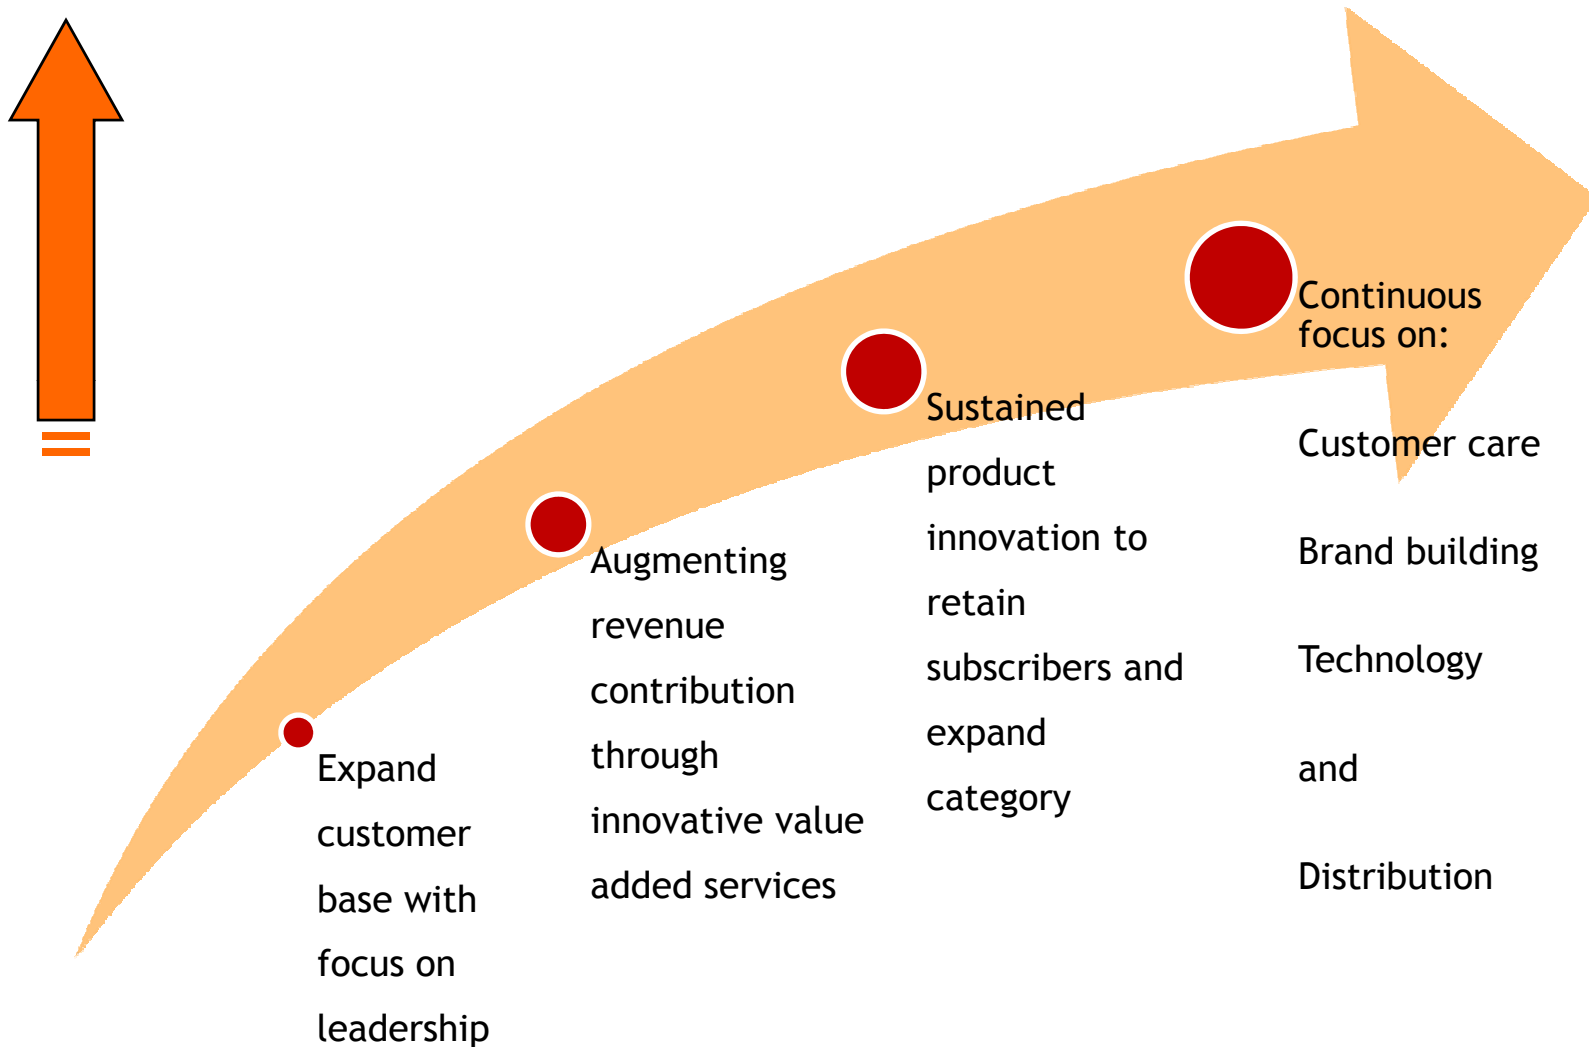 Expand
customer
base with
focus on
leadership
Augmenting
revenue
contribution
through
innovative value
added services
Sustained
product
innovation to
retain
subscribers and
expand
category
Continuous
focus on:
Customer care
Brand building
Technology
and
Distribution